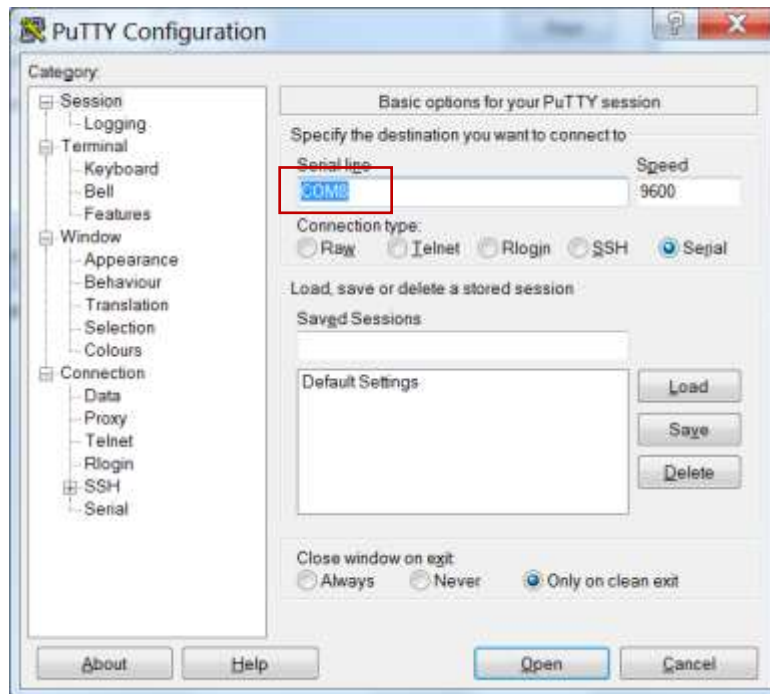 PuTTY Configuration
Category:
Session
Logging
Terminal
Keyboard
Bell
Features
Window
Appearance
Behaviour
Translation
Selection
Colours
Connection
Data
Proxy
Telnet
Rlogin
SSH
Serial
Basic options for your PuTTY session
Specify the destination you want to connect to
Serial line Speed
COM8 9600
Connection type:
Raw Telnet Rlogin SSH Serial
Load, save or delete a stored session
Saved Sessions
Default Settings
Load
Save
Delete
Close window on exit
Always Never Only on clean exit
About Help Open Cancel